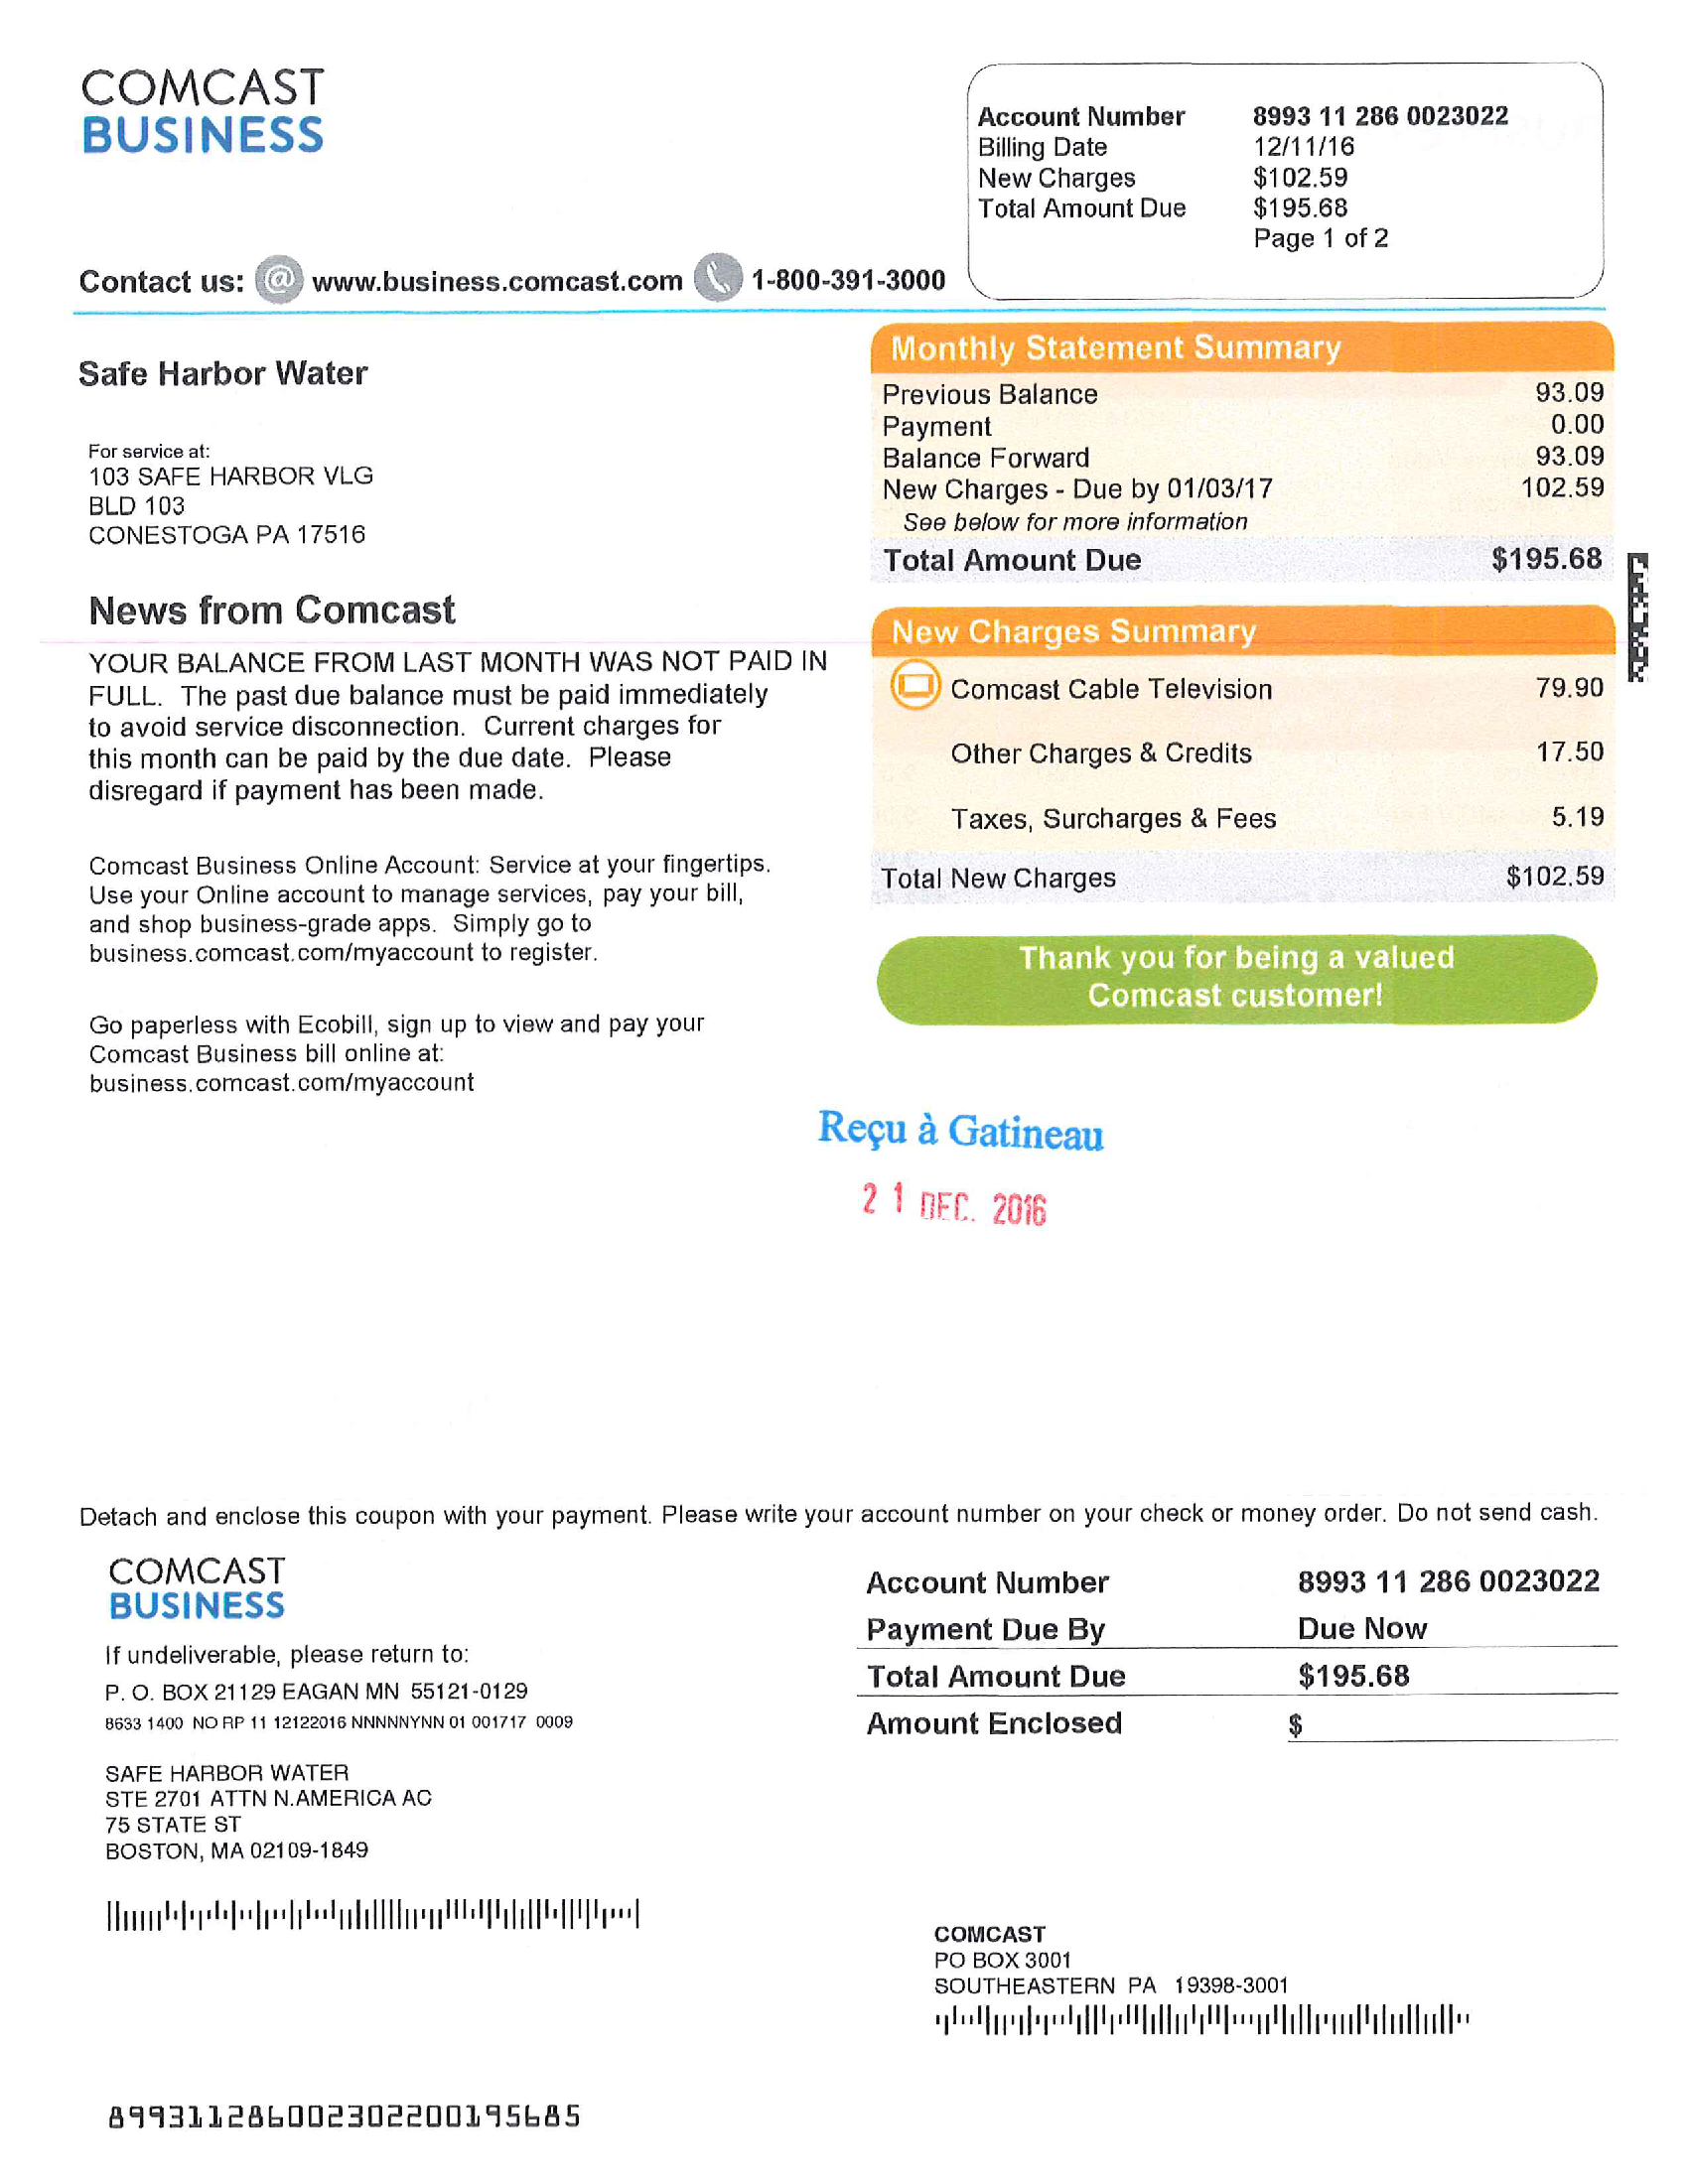 COMCAST
BUSINESS
Account Number 8993 11 286 0023022
Billing Date 12/11/16
New Charges $102.59
Total Amount Due $195.68
Page 1 of 2
Contact us: @ www.business.comcast.com 1-800-391-3000
Safe Harbor Water
For service at:
103 SAFE HARBOR VLG
BLD 103
CONESTOGA PA 17516
News from Comcast
YOUR BALANCE FROM LAST MONTH WAS NOT PAID IN
FULL. The past due balance must be paid immediately
to avoid service disconnection. Current charges for
this month can be paid by the due date. Please
disregard if payment has been made.
Comcast Business Online Account: Service at your fingertips.
Use your Online account to manage services, pay your bill,
and shop business-grade apps. Simply go to
business.comcast.com/myaccount to register.
Go paperless with Ecobill, sign up to view and pay your
Comcast Business bill online at:
business.comcast.com/myaccount
Monthly Statement Summary
Previous Balance 93.09
Payment 0.00
Balance Forward 93.09
New Charges - Due by 01/03/17 102.59
See below for more information
Total Amount Due $195.68
New Charges Summary
Comcast Cable Television 79.90
Other Charges & Credits 17.50
Taxes, Surcharges & Fees 5.19
Total New Charges $102.59
Thank you for being a valued
Comcast customer!
Reçu à Gatineau
21 DEC. 2016
Detach and enclose this coupon with your payment. Please write your account number on your check or money order. Do not send cash.
COMCAST
BUSINESS
If undeliverable, please return to:
P. O. BOX 21129 EAGAN MN 55121-0129
8633 1400 NO RP 11 12122016 NNNNNYNN 01 001717 0009
SAFE HARBOR WATER
STE 2701 ATTN N.AMERICA AC
75 STATE ST
BOSTON, MA 02109-1849
Account Number 8993 11 286 0023022
Payment Due By Due Now
Total Amount Due $195.68
Amount Enclosed $
COMCAST
PO BOX 3001
SOUTHEASTERN PA 19398-3001
899311286002302200195685